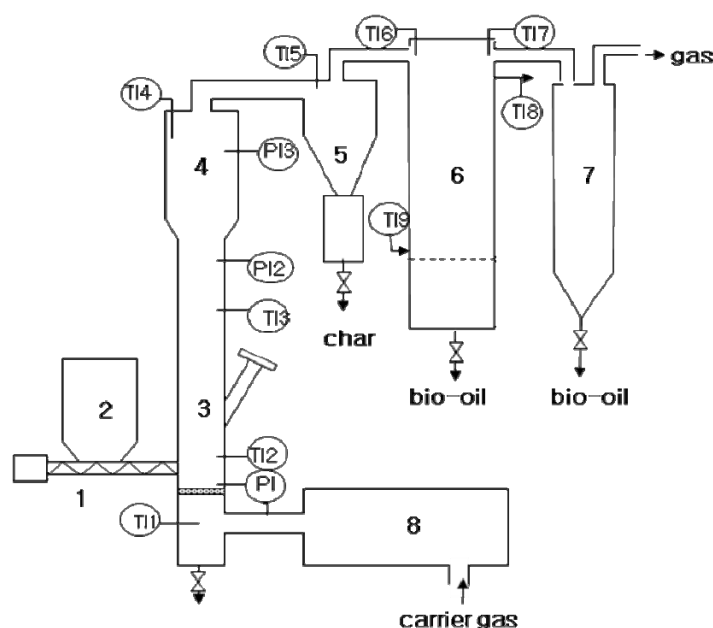 TI6
TI7
TI5
gas
TI4
TI8
4
PI3
5
6
7
TI9
PI2
TI3
char
2
3
bio-oil
bio-oil
TI2
PI
1
TI1
8
carrier gas